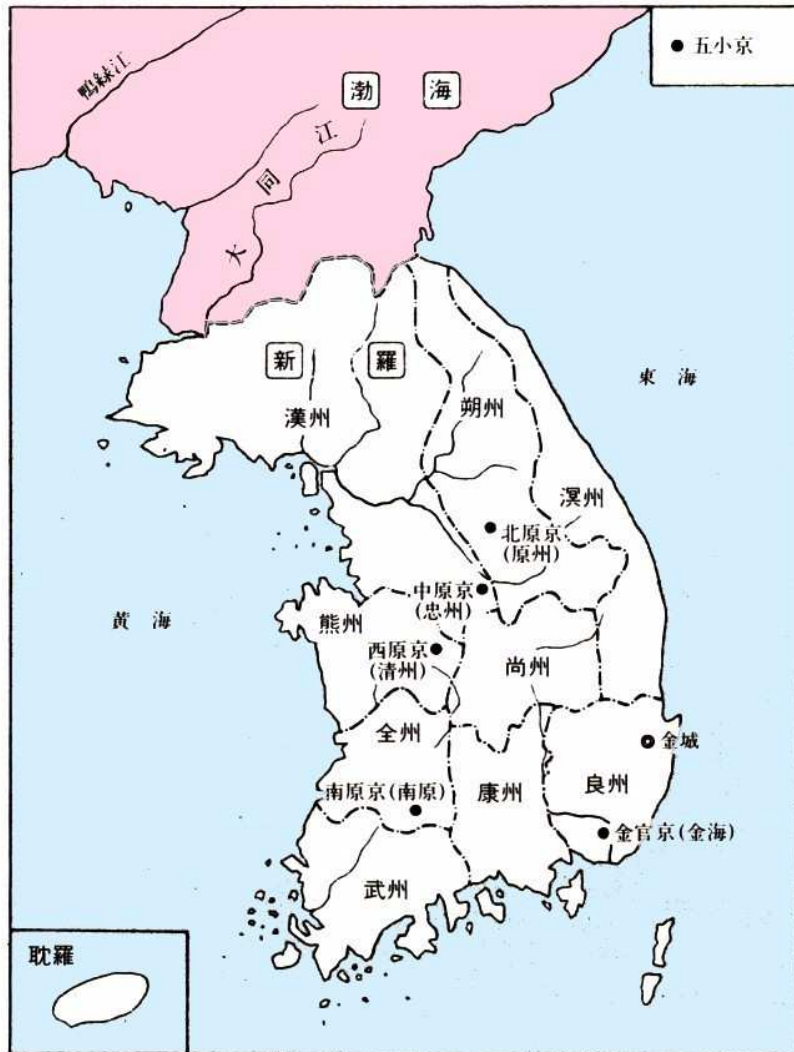 ● 五小京
鴨緑江
渤海
大同江
新羅
漢州
朔州
東海
溟州
北原京
(原州)
中原京
(忠州)
黄海
熊州
西原京
(清州)
尚州
全州
金城
良州
南原京(南原)
康州
金官京(金海)
武州
耽羅